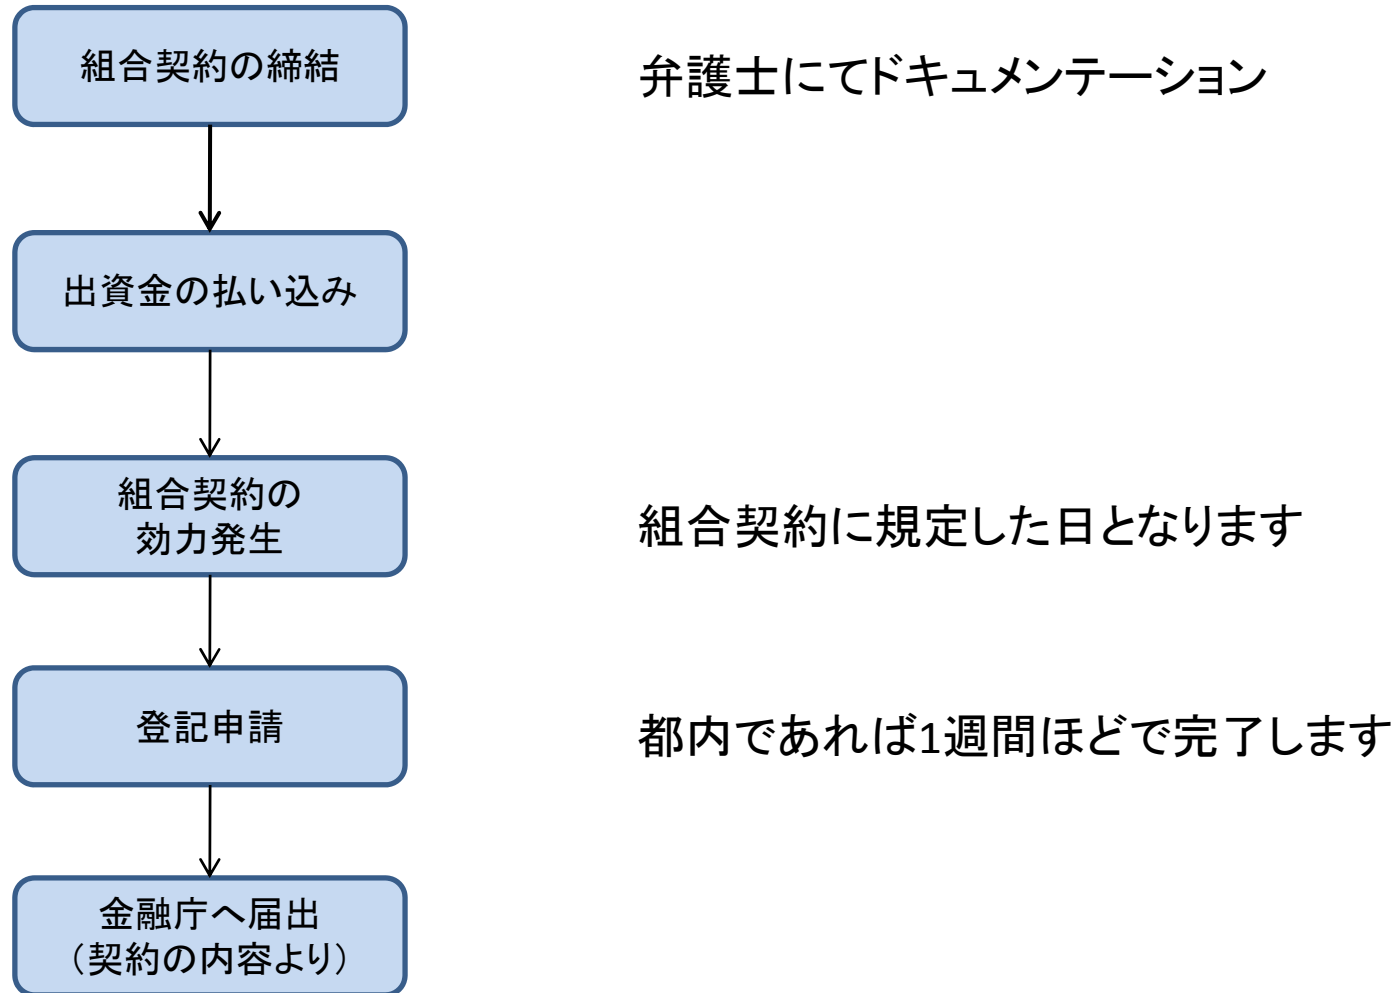 組合契約の締結
弁護士にてドキュメンテーション
出資金の払い込み
組合契約の
効力発生
組合契約に規定した日となります
登記申請
都内であれば1週間ほどで完了します
金融庁へ届出
（契約の内容より）